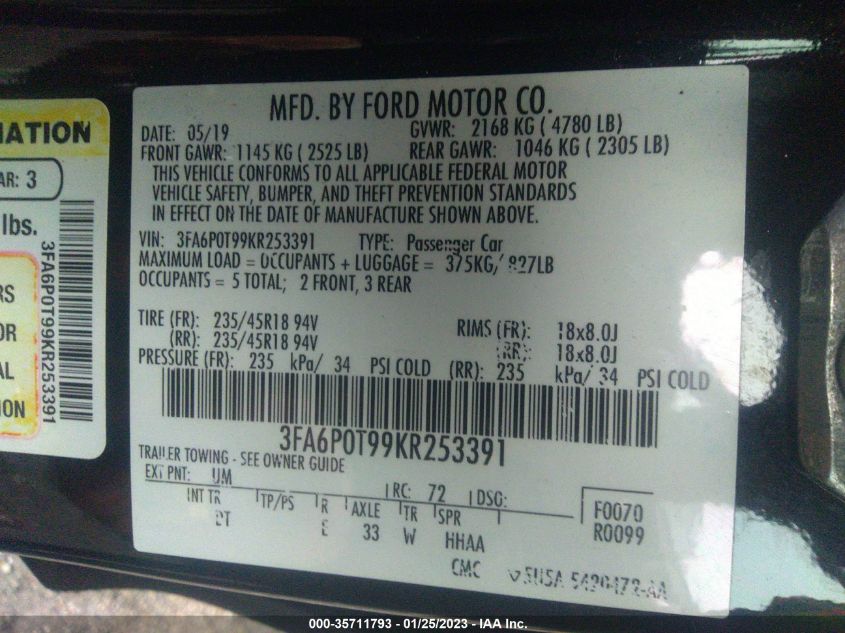 MFD. BY FORD MOTOR CO.
DATE: 05/19
GVWR: 2168 KG ( 4780 LB)
FRONT GAWR: 1145 KG ( 2525 LB)
REAR GAWR: 1046 KG ( 2305 LB)
THIS VEHICLE CONFORMS TO ALL APPLICABLE FEDERAL MOTOR
VEHICLE SAFETY, BUMPER, AND THEFT PREVENTION STANDARDS
IN EFFECT ON THE DATE OF MANUFACTURE SHOWN ABOVE.
VIN: 3FA6P0T99KR253391 TYPE: Passenger Car
MAXIMUM LOAD = OCCUPANTS + LUGGAGE = 375KG/ 827LB
OCCUPANTS = 5 TOTAL; 2 FRONT, 3 REAR
TIRE (FR): 235/45R18 94V RIMS (FR): 18x8.0J
(RR): 235/45R18 94V (RR): 18x8.0J
PRESSURE (FR): 235 kPa/ 34 PSI COLD (RR): 235 kPa/ 34 PSI COLD
3FA6P0T99KR253391
TRAILER TOWING - SEE OWNER GUIDE
EXT PNT: UM RC: 72 DSO:
INT TR TP/PS R AXLE TR SPR
33 W HHAA
F0070
R0099
CMC
MATION
AR: 3
lbs.
3FA6P0T99KR253391
RS
OR
AL
ION
000-35711793 - 01/25/2023 - IAA Inc.